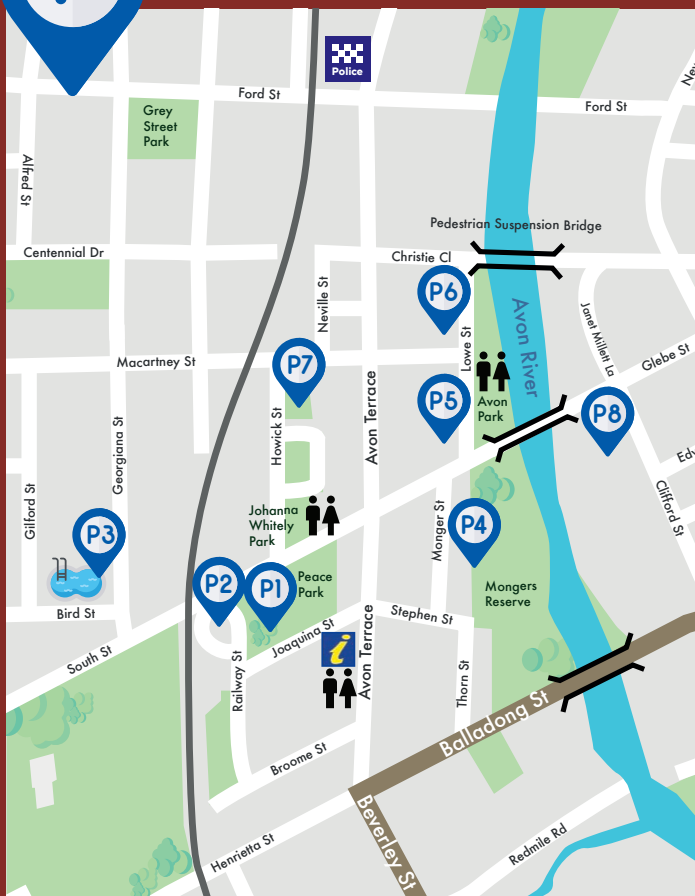 Police
Ford St
Ford St
Grey
Street
Park
Alfred St
Pedestrian Suspension Bridge
Centennial Dr
Christie Cl
P6
Neville St
Avon River
Janet Millett La
Lowe St
Glebe St
Macartney St
P7
Avon Terrace
P5
Avon
Park
P8
Georgiana St
Howick St
Gilford St
Clifford St
Johanna
Whitely
Park
P3
Monger St
P4
P2
P1
Peace
Park
Mongers
Reserve
Bird St
Stephen St
Joaquina St
South St
i
Avon Terrace
Railway St
Thorn St
Balladong St
Broome St
Beverley St
Henrietta St
Redmile Rd